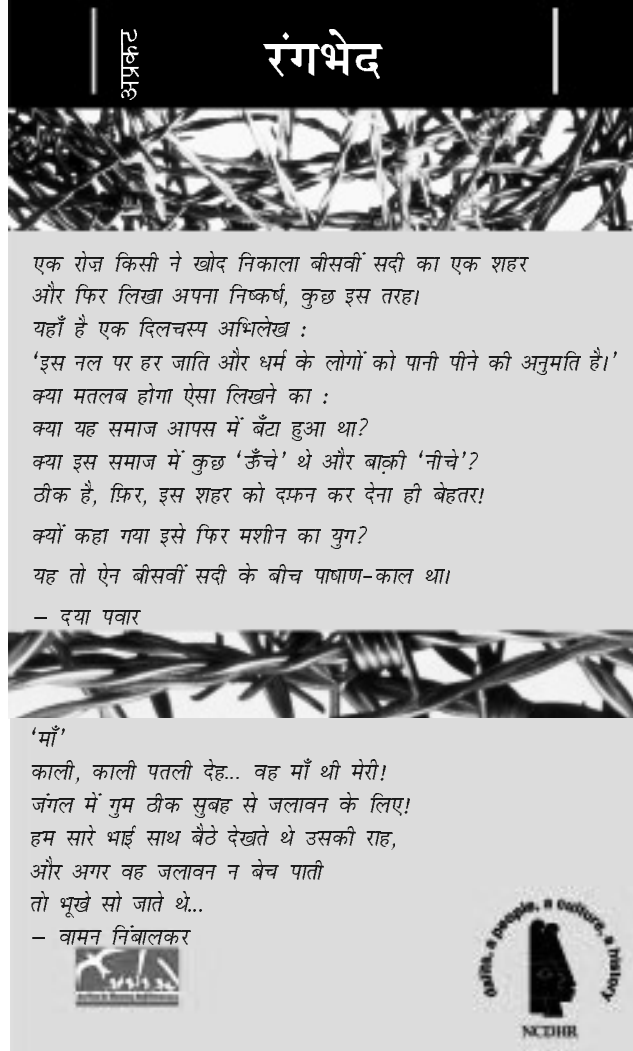 अप्रकट
रंगभेद
एक रोज़ किसी ने खोद निकाला बीसवीं सदी का एक शहर
और फिर लिखा अपना निष्कर्ष, कुछ इस तरह।
यहाँ है एक दिलचस्प अभिलेख :
‘इस नल पर हर जाति और धर्म के लोगों को पानी पीने की अनुमति है।’
क्या मतलब होगा ऐसा लिखने का :
क्या यह समाज आपस में बँटा हुआ था?
क्या इस समाज में कुछ ‘ऊँचे’ थे और बाक़ी ‘नीचे’?
ठीक है, फ़िर, इस शहर को दफ़न कर देना ही बेहतर!
क्यों कहा गया इसे फिर मशीन का युग?
यह तो ऐन बीसवीं सदी के बीच पाषाण-काल था।
– दया पवार
‘माँ’
काली, काली पतली देह... वह माँ थी मेरी!
जंगल में गुम ठीक सुबह से जलावन के लिए!
हम सारे भाई साथ बैठे देखते थे उसकी राह,
और अगर वह जलावन न बेच पाती
तो भूखे सो जाते थे...
– वामन निंबालकर
dalits, a people, a culture, a history
NCDHR